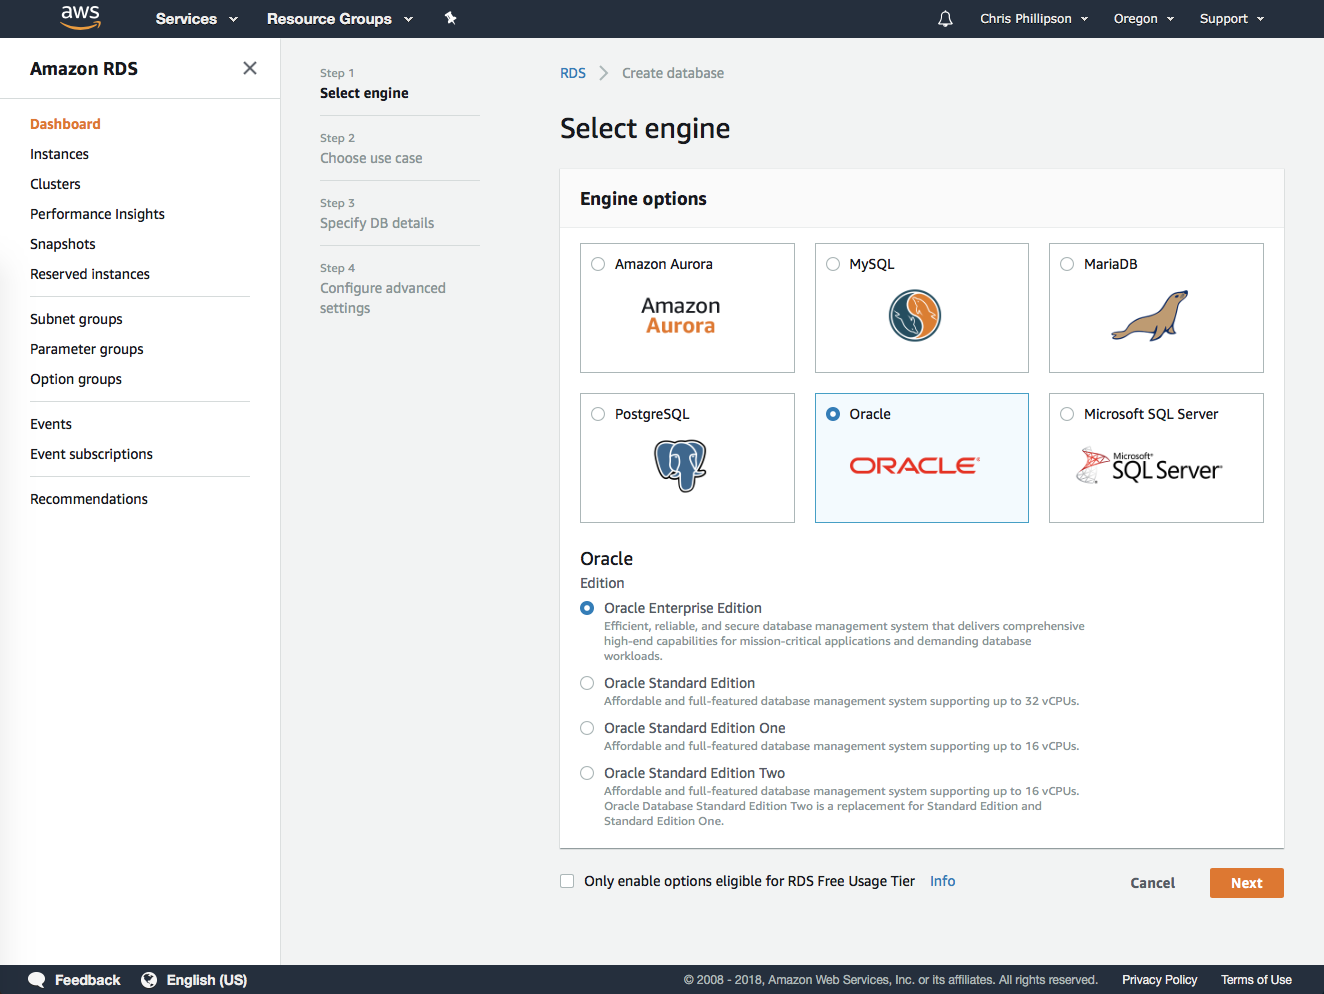 aws
Services
Resource Groups
Chris Phillipson
Oregon
Support
Amazon RDS
Dashboard
Instances
Clusters
Performance Insights
Snapshots
Reserved instances
Subnet groups
Parameter groups
Option groups
Events
Event subscriptions
Recommendations
Step 1
Select engine
Step 2
Choose use case
Step 3
Specify DB details
Step 4
Configure advanced
settings
RDS
Create database
Select engine
Engine options
Amazon Aurora
Amazon
Aurora
MySQL
MariaDB
PostgreSQL
Oracle
ORACLE®
Microsoft SQL Server
Microsoft®
SQL Server
Oracle
Edition
Oracle Enterprise Edition
Efficient, reliable, and secure database management system that delivers comprehensive
high-end capabilities for mission-critical applications and demanding database
workloads.
Oracle Standard Edition
Affordable and full-featured database management system supporting up to 32 vCPUs.
Oracle Standard Edition One
Affordable and full-featured database management system supporting up to 16 vCPUs.
Oracle Standard Edition Two
Affordable and full-featured database management system supporting up to 16 vCPUs.
Oracle Database Standard Edition Two is a replacement for Standard Edition and
Standard Edition One.
Only enable options eligible for RDS Free Usage Tier Info
Cancel
Next
Feedback
English (US)
© 2008 - 2018, Amazon Web Services, Inc. or its affiliates. All rights reserved.
Privacy Policy
Terms of Use